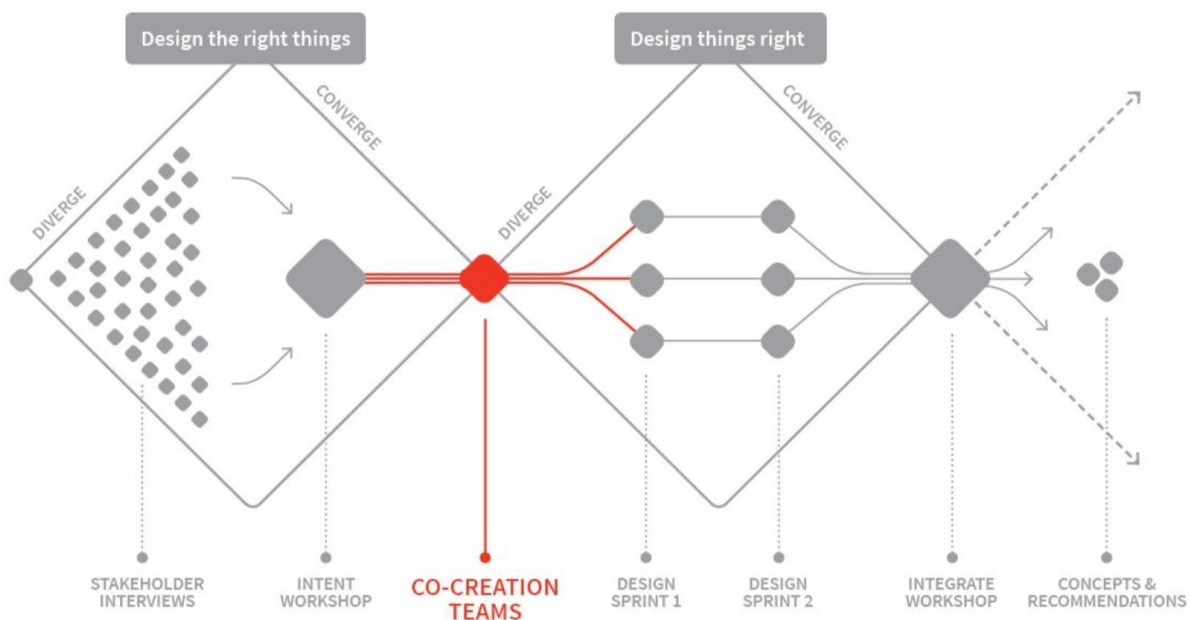 Design the right things
Design things right
DIVERGE
CONVERGE
DIVERGE
CONVERGE
STAKEHOLDER
INTERVIEWS
INTENT
WORKSHOP
CO-CREATION
TEAMS
DESIGN
SPRINT 1
DESIGN
SPRINT 2
INTEGRATE
WORKSHOP
CONCEPTS &
RECOMMENDATIONS